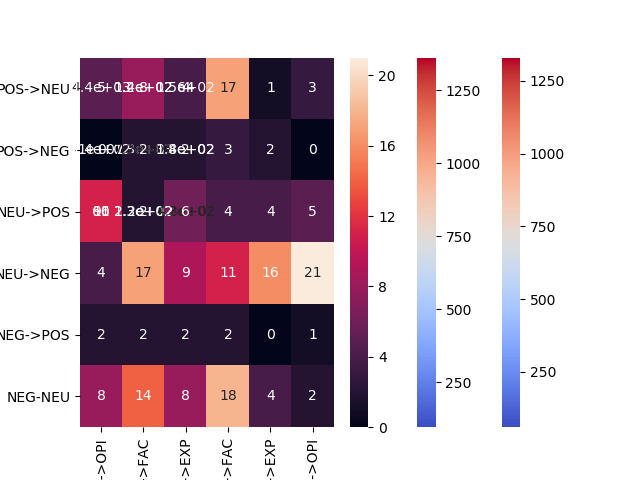 POS->NEU 17 1 3
POS->NEG 3 2 0
NEU->POS 6 4 4 5
NEU->NEG 4 17 9 11 16 21
NEG->POS 2 2 2 2 0 1
NEG-NEU 8 14 8 18 4 2
->OPI ->FAC ->EXP ->FAC ->EXP ->OPI
20
16
12
8
4
0
1250
1000
750
500
250
1250
1000
750
500
250